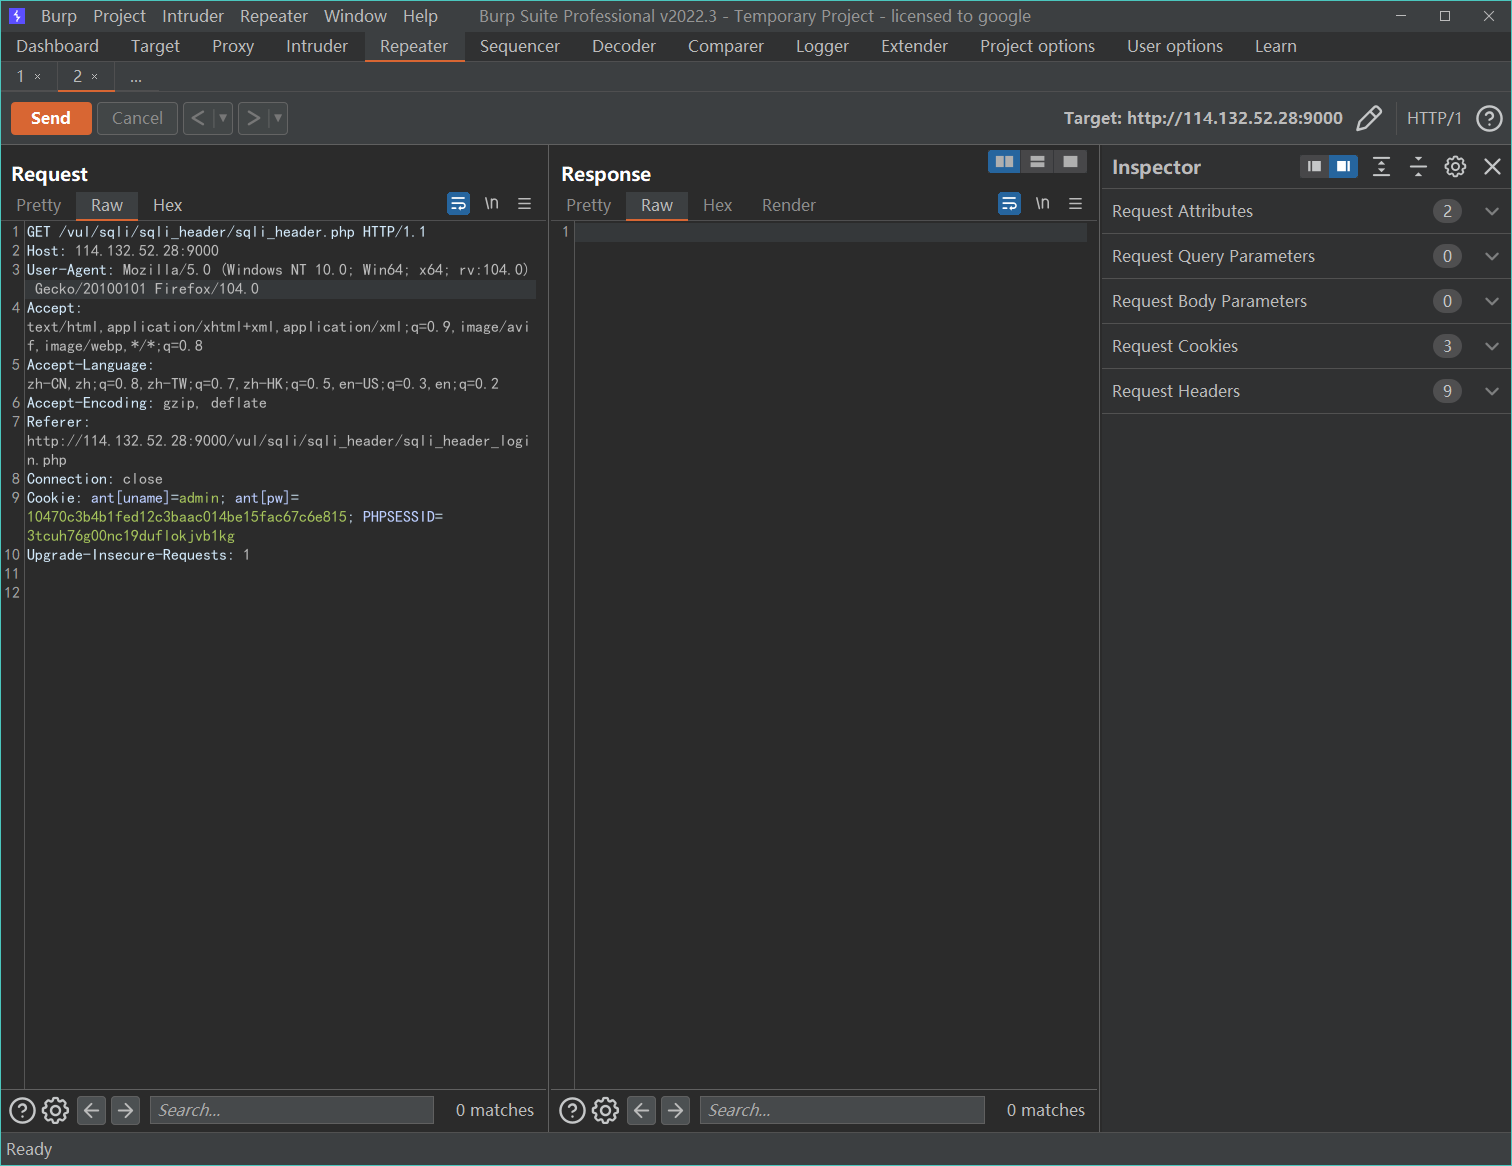 Burp Project Intruder Repeater Window Help Burp Suite Professional v2022.3 - Temporary Project - licensed to google
Dashboard Target Proxy Intruder Repeater Sequencer Decoder Comparer Logger Extender Project options User options Learn
1 × 2 × ...
Send Cancel < > Target: http://114.132.52.28:9000 HTTP/1 ?
Request
Pretty Raw Hex \n
1 GET /vul/sqli/sqli_header/sqli_header.php HTTP/1.1
2 Host: 114.132.52.28:9000
3 User-Agent: Mozilla/5.0 (Windows NT 10.0; Win64; x64; rv:104.0)
Gecko/20100101 Firefox/104.0
4 Accept:
text/html,application/xhtml+xml,application/xml;q=0.9,image/avi
f,image/webp,*/*;q=0.8
5 Accept-Language:
zh-CN,zh;q=0.8,zh-TW;q=0.7,zh-HK;q=0.5,en-US;q=0.3,en;q=0.2
6 Accept-Encoding: gzip, deflate
7 Referer:
http://114.132.52.28:9000/vul/sqli/sqli_header/sqli_header_logi
n.php
8 Connection: close
9 Cookie: ant[uname]=admin; ant[pw]=
10470c3b4b1fed12c3baac014be15fac67c6e815; PHPSESSID=
3tcuh76g00nc19duflokjvb1kg
10 Upgrade-Insecure-Requests: 1
11
12
? Search... 0 matches
Response
Pretty Raw Hex Render \n
1
? Search... 0 matches
Inspector
Request Attributes 2
Request Query Parameters 0
Request Body Parameters 0
Request Cookies 3
Request Headers 9
Ready